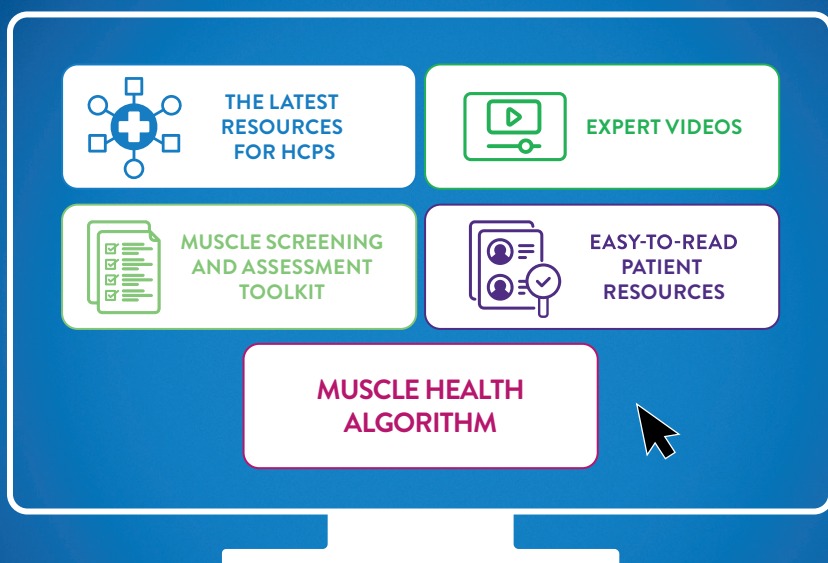 THE LATEST
RESOURCES
FOR HCPS
EXPERT VIDEOS
MUSCLE SCREENING
AND ASSESSMENT
TOOLKIT
EASY-TO-READ
PATIENT
RESOURCES
MUSCLE HEALTH
ALGORITHM